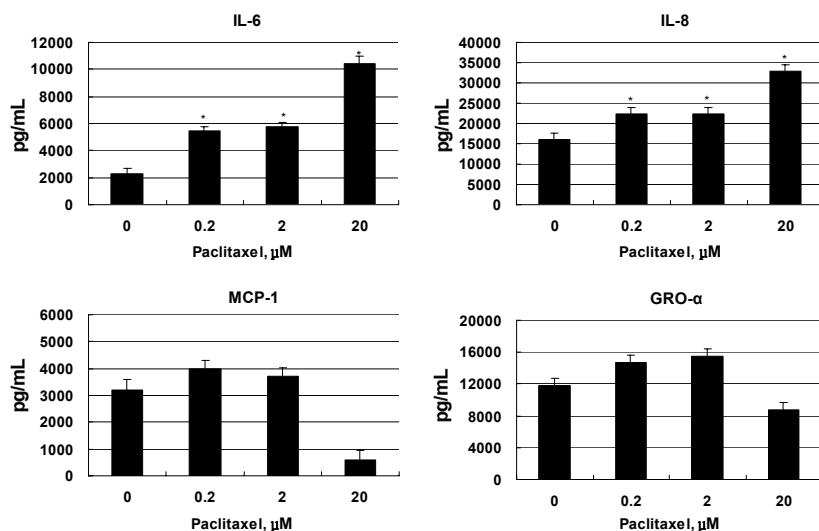 IL-6
12000
10000
8000
6000
4000
2000
0
pg/mL
*
*
*
0 0.2 2 20
Paclitaxel, µM
IL-8
40000
35000
30000
25000
20000
15000
10000
5000
0
pg/mL
*
*
*
0 0.2 2 20
Paclitaxel, µM
MCP-1
6000
5000
4000
3000
2000
1000
0
pg/mL
0 0.2 2 20
Paclitaxel, µM
GRO-α
20000
16000
12000
8000
4000
0
pg/mL
0 0.2 2 20
Paclitaxel, µM